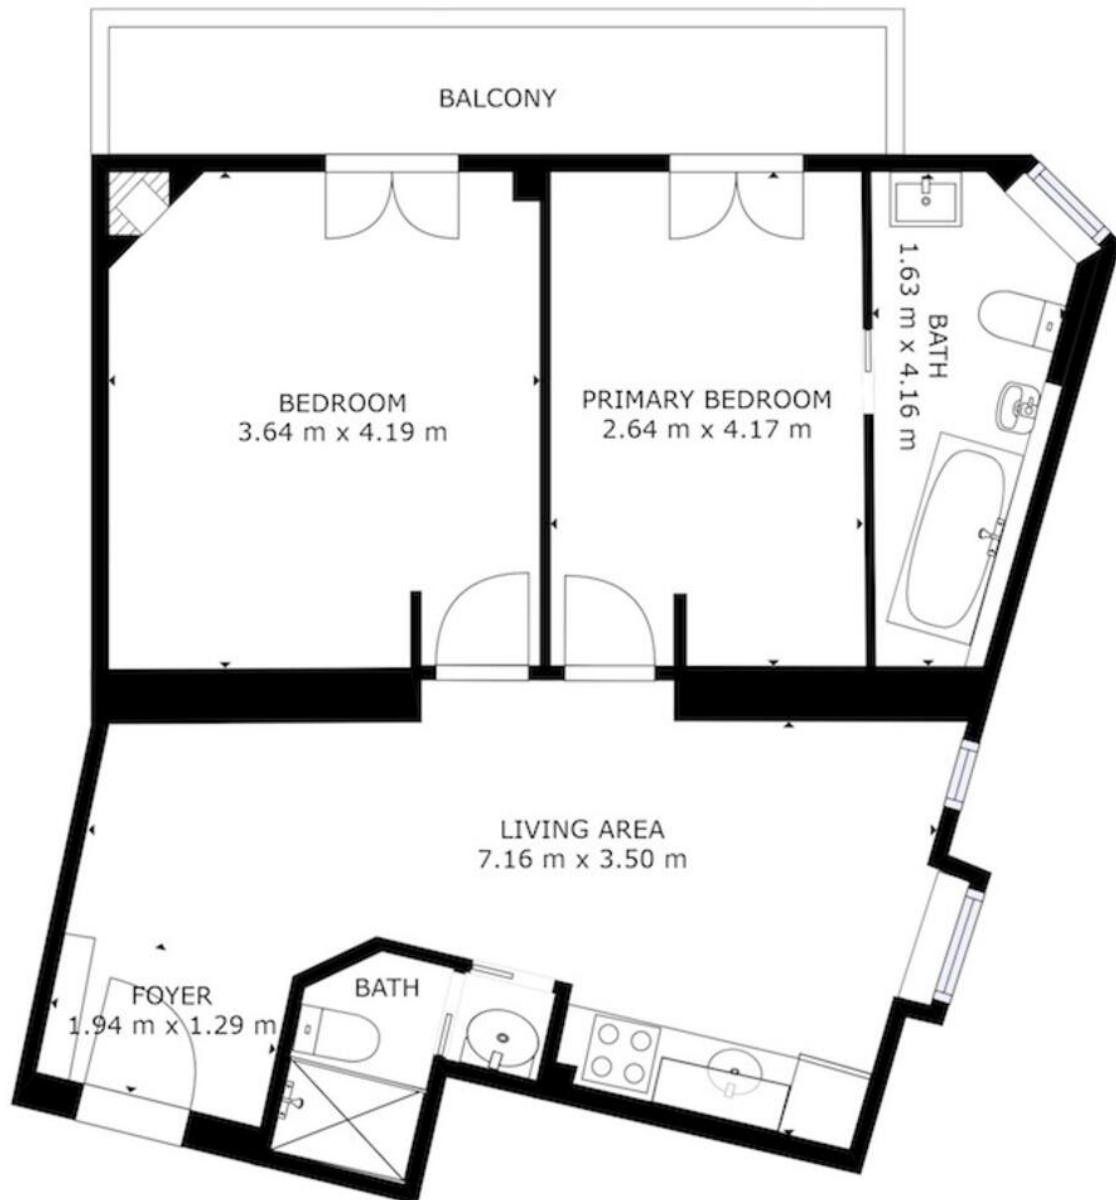 BALCONY
BEDROOM
3.64 m x 4.19 m
PRIMARY BEDROOM
2.64 m x 4.17 m
BATH
1.63 m x 4.16 m
LIVING AREA
7.16 m x 3.50 m
FOYER
1.94 m x 1.29 m
BATH